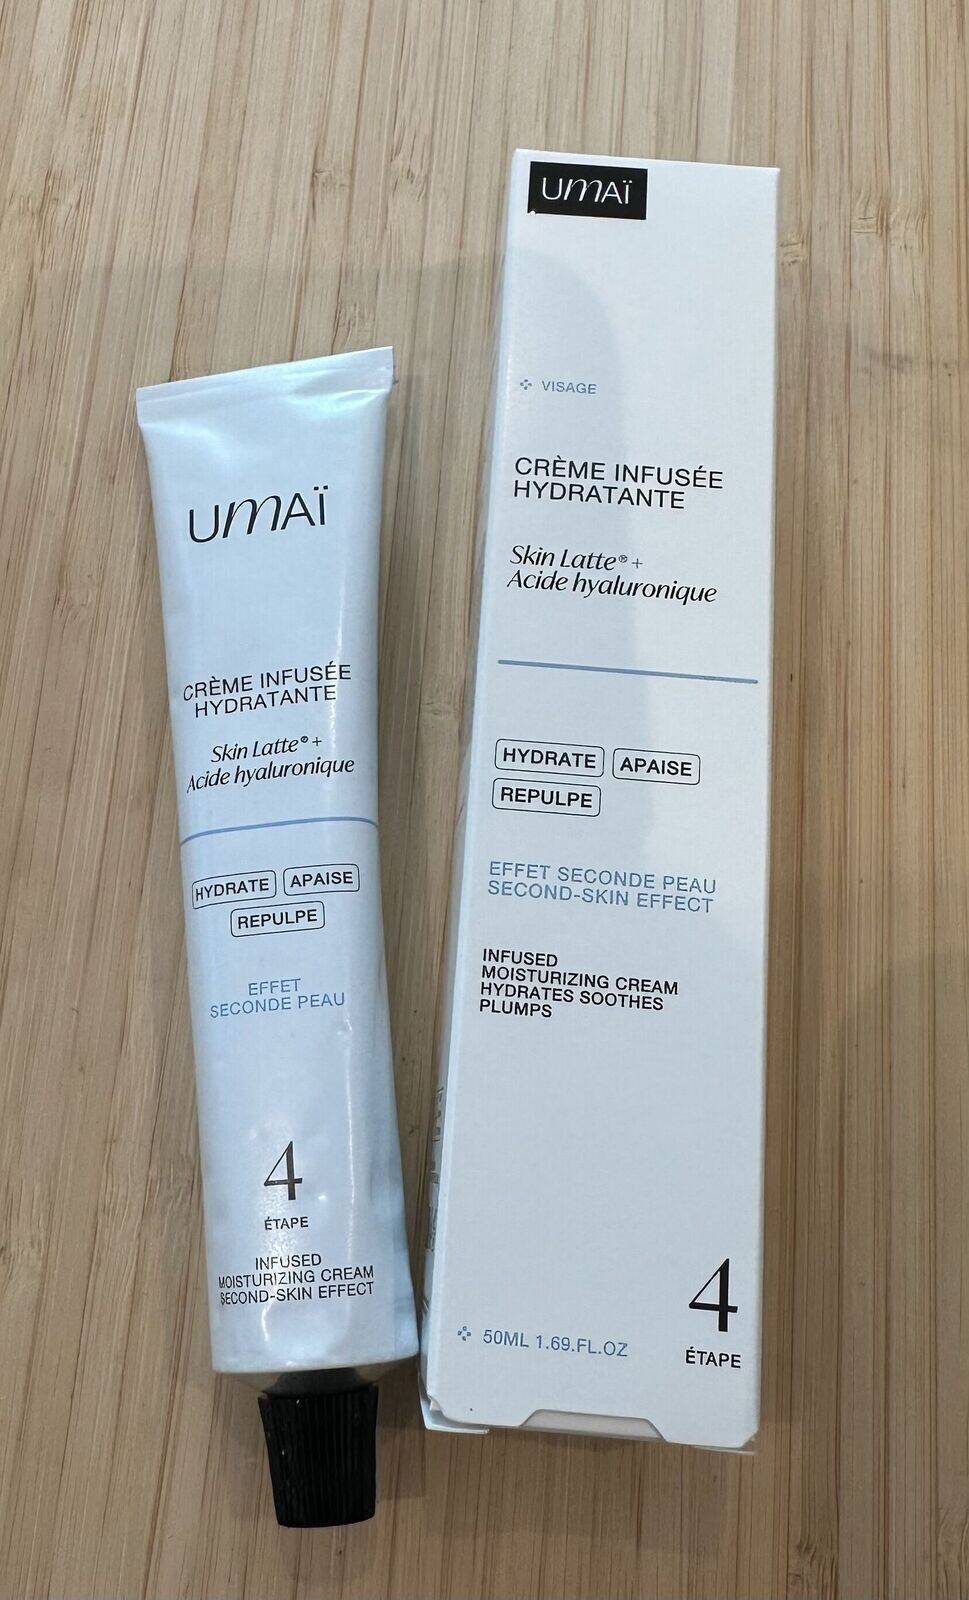 UMAÏ
CRÈME INFUSÉE
HYDRATANTE
Skin Latte® +
Acide hyaluronique
HYDRATE APAISE
REPULPE
EFFET
SECONDE PEAU
4
ÉTAPE
INFUSED
MOISTURIZING CREAM
SECOND-SKIN EFFECT
UMAÏ
VISAGE
CRÈME INFUSÉE
HYDRATANTE
Skin Latte® +
Acide hyaluronique
HYDRATE APAISE
REPULPE
EFFET SECONDE PEAU
SECOND-SKIN EFFECT
INFUSED
MOISTURIZING CREAM
HYDRATES SOOTHES
PLUMPS
4
ÉTAPE
50ML 1.69.FL.OZ